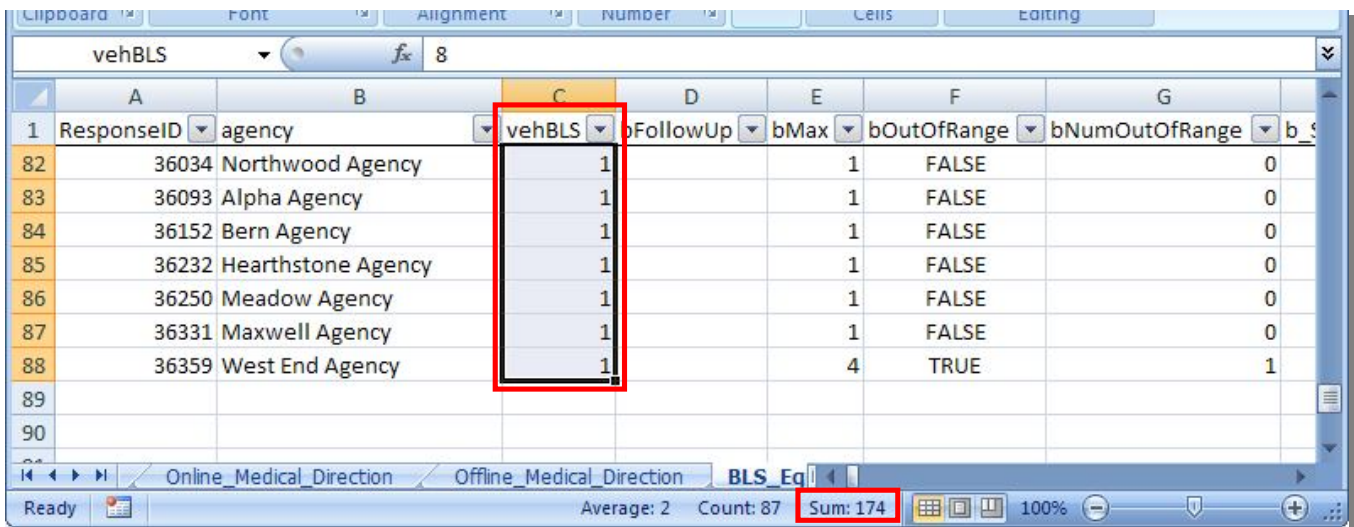 Clipboard Font Alignment Number Cells Editing
vehBLS fx 8
A B C D E F G
1 ResponseID agency vehBLS bFollowUp bMax bOutOfRange bNumOutOfRange
82 36034 Northwood Agency 1 1 FALSE 0
83 36093 Alpha Agency 1 1 FALSE 0
84 36152 Bern Agency 1 1 FALSE 0
85 36232 Hearthstone Agency 1 1 FALSE 0
86 36250 Meadow Agency 1 1 FALSE 0
87 36331 Maxwell Agency 1 1 FALSE 0
88 36359 West End Agency 1 4 TRUE 1
89
90
Online_Medical_Direction Offline_Medical_Direction BLS_Eq
Ready Average: 2 Count: 87 Sum: 174 100%